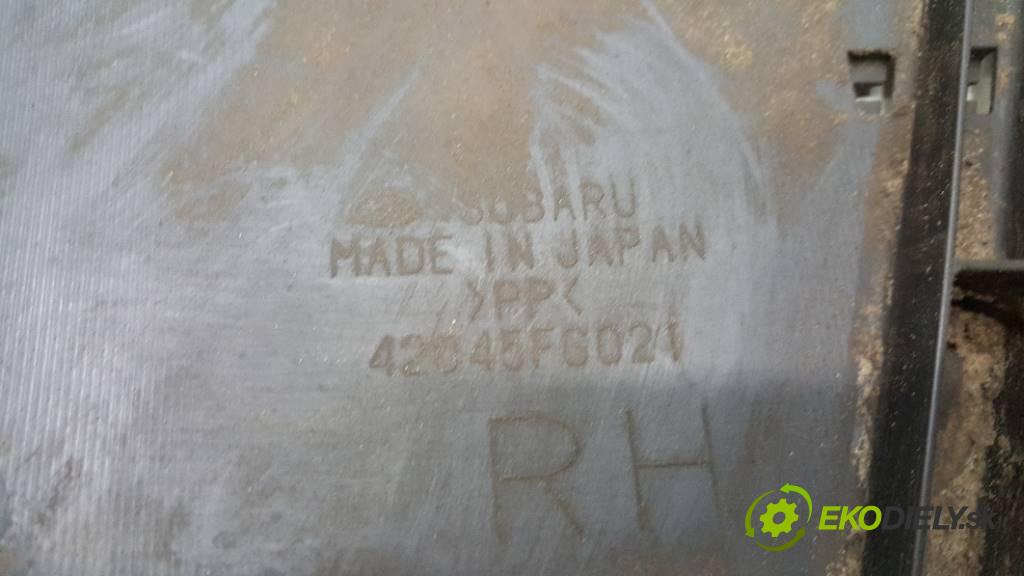 SUBARU
MADE IN JAPAN
>PP<
42045FG021
RH
EKODIELY.sk